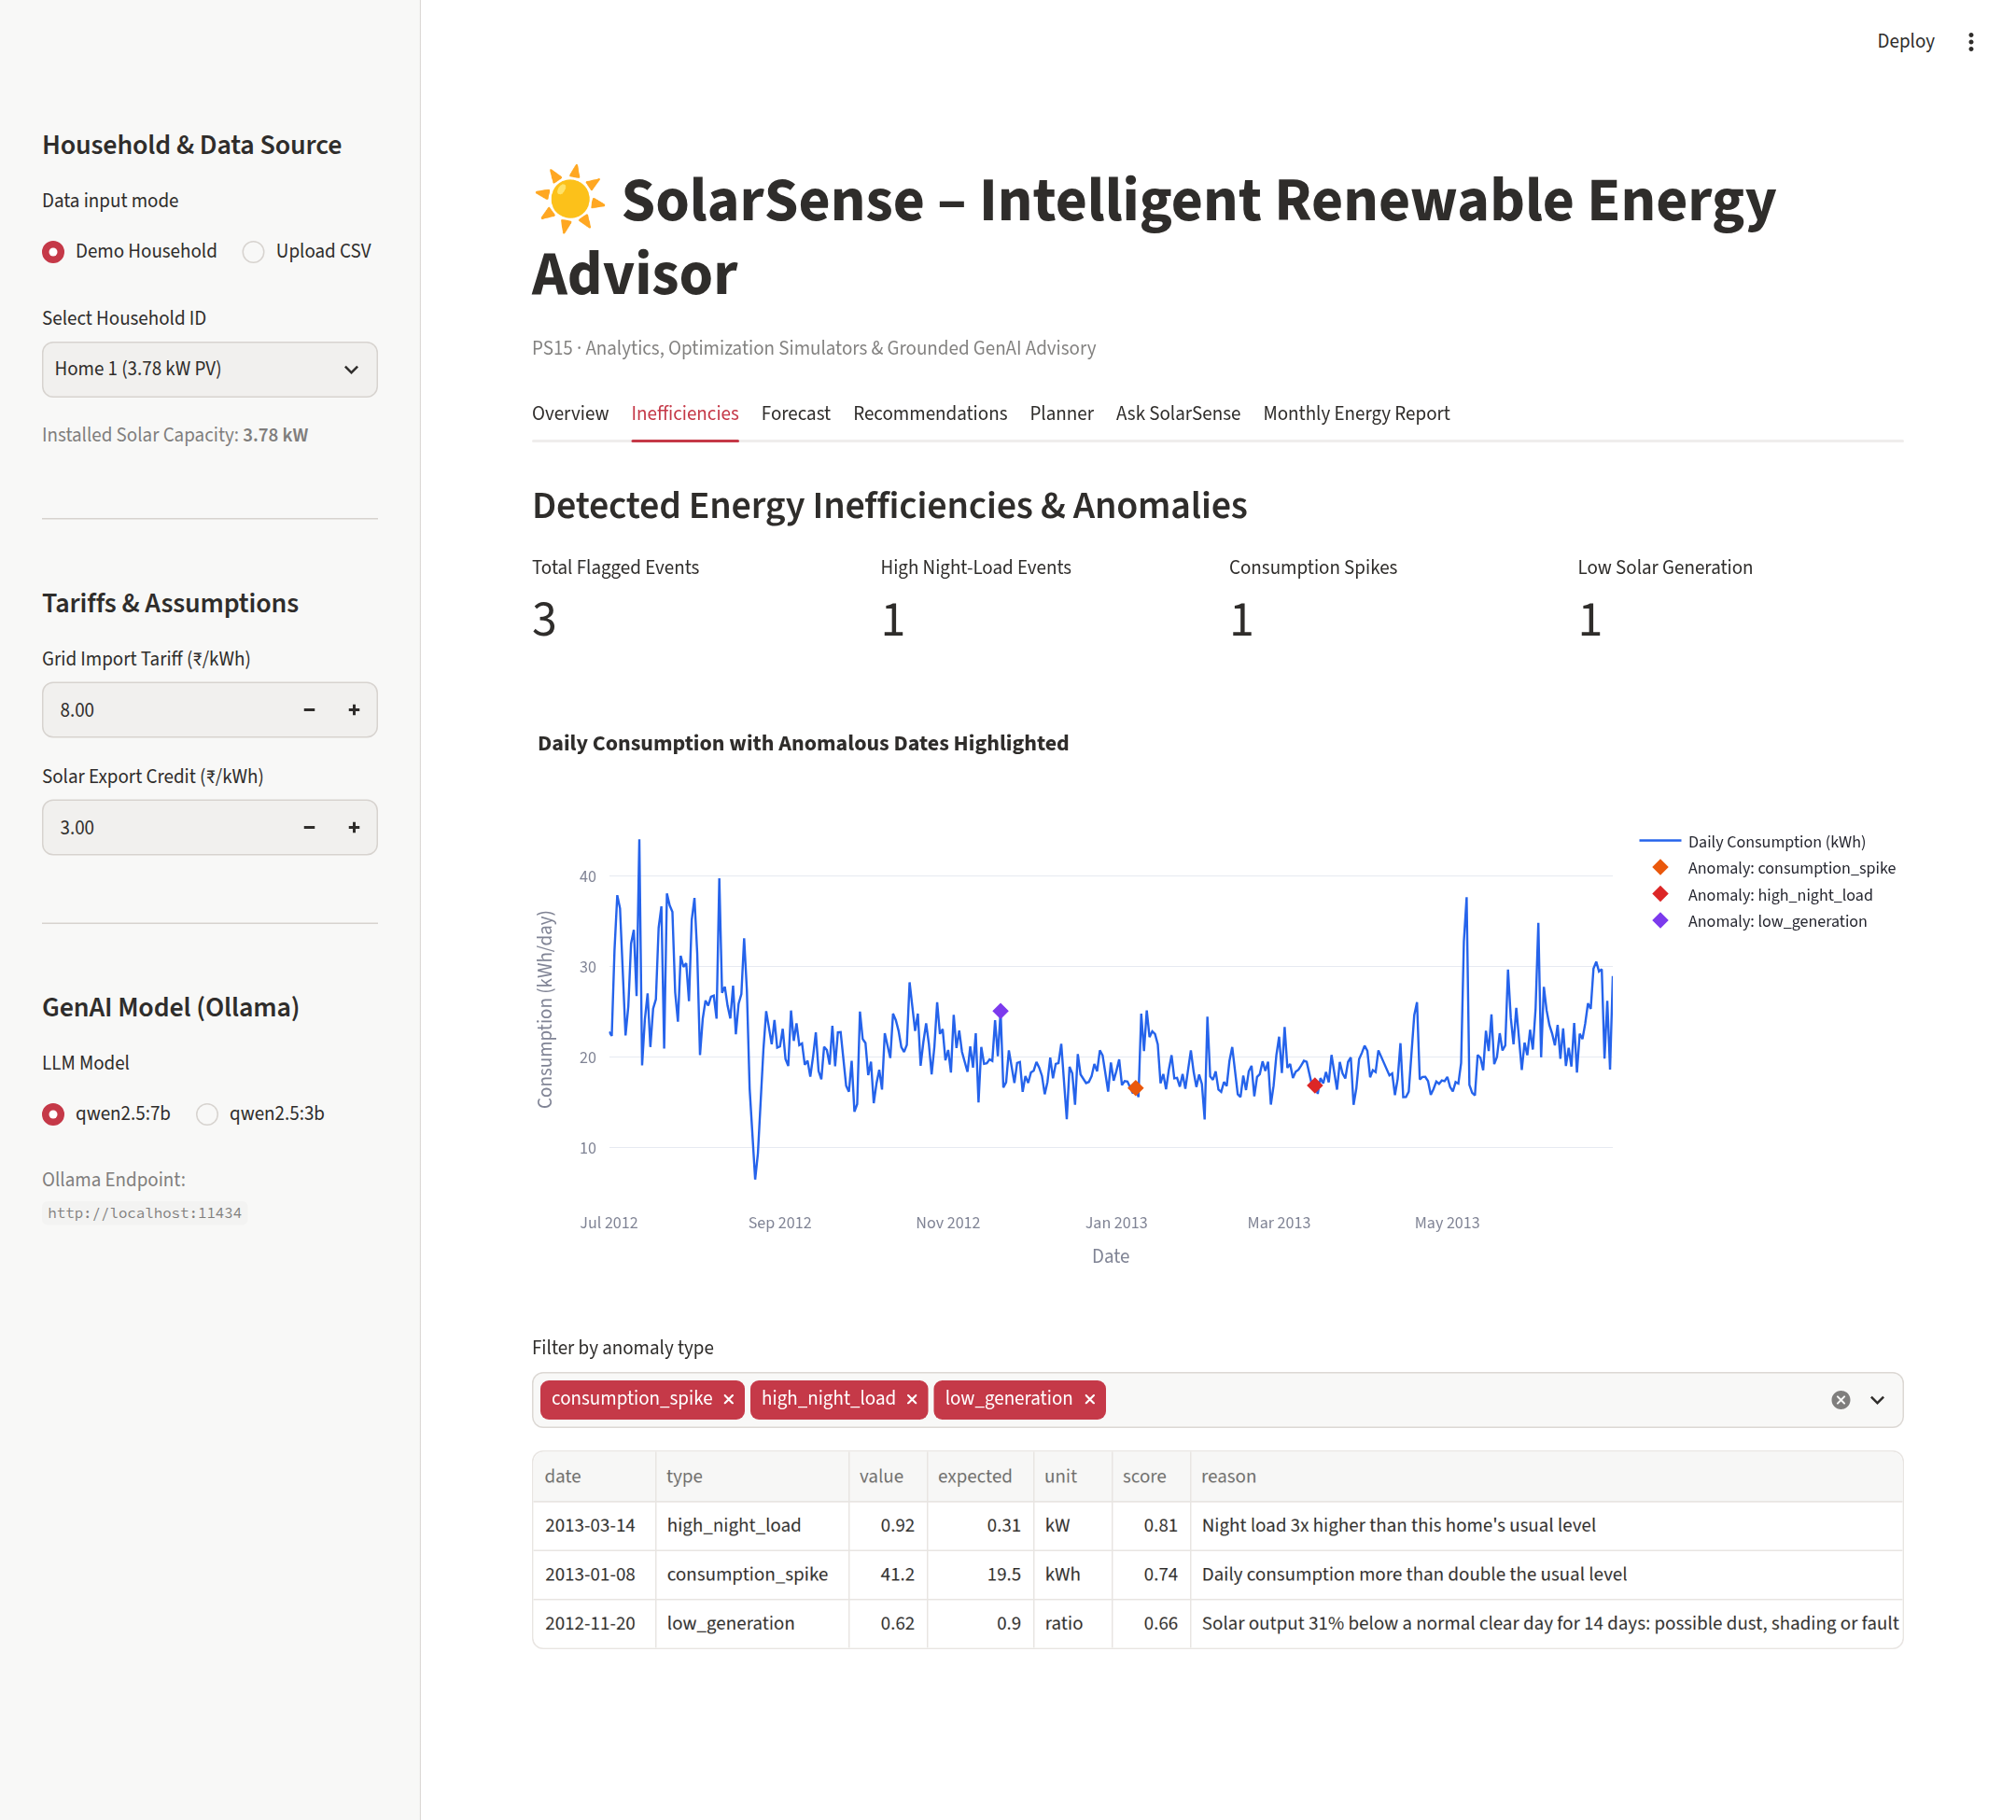 Deploy
Household & Data Source
Data input mode
Demo Household Upload CSV
Select Household ID
Home 1 (3.78 kW PV)
Installed Solar Capacity: 3.78 kW
Tariffs & Assumptions
Grid Import Tariff (₹/kWh)
8.00 − +
Solar Export Credit (₹/kWh)
3.00 − +
GenAI Model (Ollama)
LLM Model
qwen2.5:7b qwen2.5:3b
Ollama Endpoint:
http://localhost:11434
SolarSense – Intelligent Renewable Energy
Advisor
PS15 · Analytics, Optimization Simulators & Grounded GenAI Advisory
Overview Inefficiencies Forecast Recommendations Planner Ask SolarSense Monthly Energy Report
Detected Energy Inefficiencies & Anomalies
Total Flagged Events High Night-Load Events Consumption Spikes Low Solar Generation
3 1 1 1
Daily Consumption with Anomalous Dates Highlighted
Daily Consumption (kWh)
Anomaly: consumption_spike
Anomaly: high_night_load
Anomaly: low_generation
Consumption (kWh/day)
40
30
20
10
Jul 2012 Sep 2012 Nov 2012 Jan 2013 Mar 2013 May 2013
Date
Filter by anomaly type
consumption_spike × high_night_load × low_generation ×
date type value expected unit score reason
2013-03-14 high_night_load 0.92 0.31 kW 0.81 Night load 3x higher than this home's usual level
2013-01-08 consumption_spike 41.2 19.5 kWh 0.74 Daily consumption more than double the usual level
2012-11-20 low_generation 0.62 0.9 ratio 0.66 Solar output 31% below a normal clear day for 14 days: possible dust, shading or fault